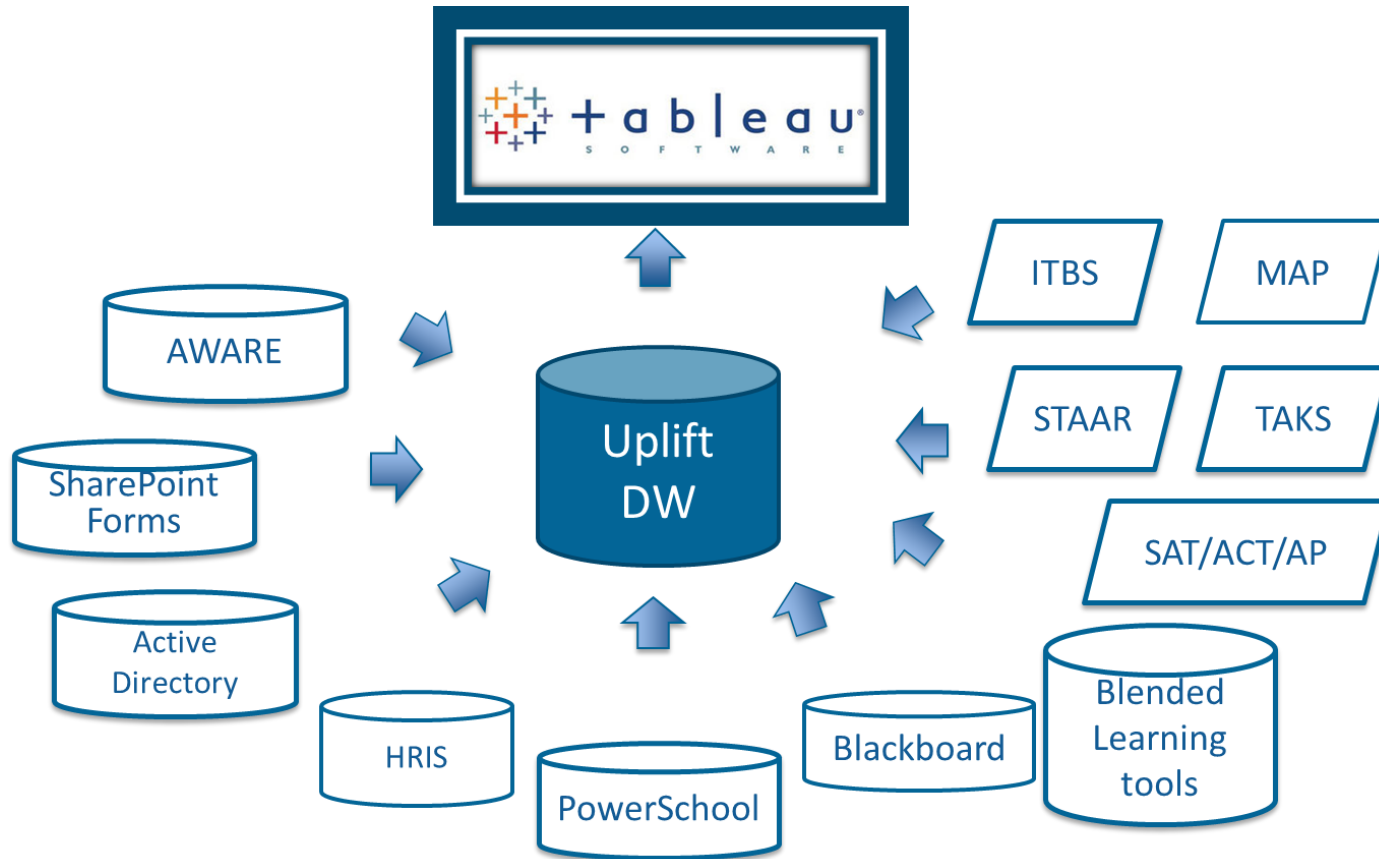 tableau®
SOFTWARE
ITBS
MAP
AWARE
STAAR
TAKS
Uplift
DW
SharePoint
Forms
SAT/ACT/AP
Active
Directory
HRIS
PowerSchool
Blackboard
Blended
Learning
tools